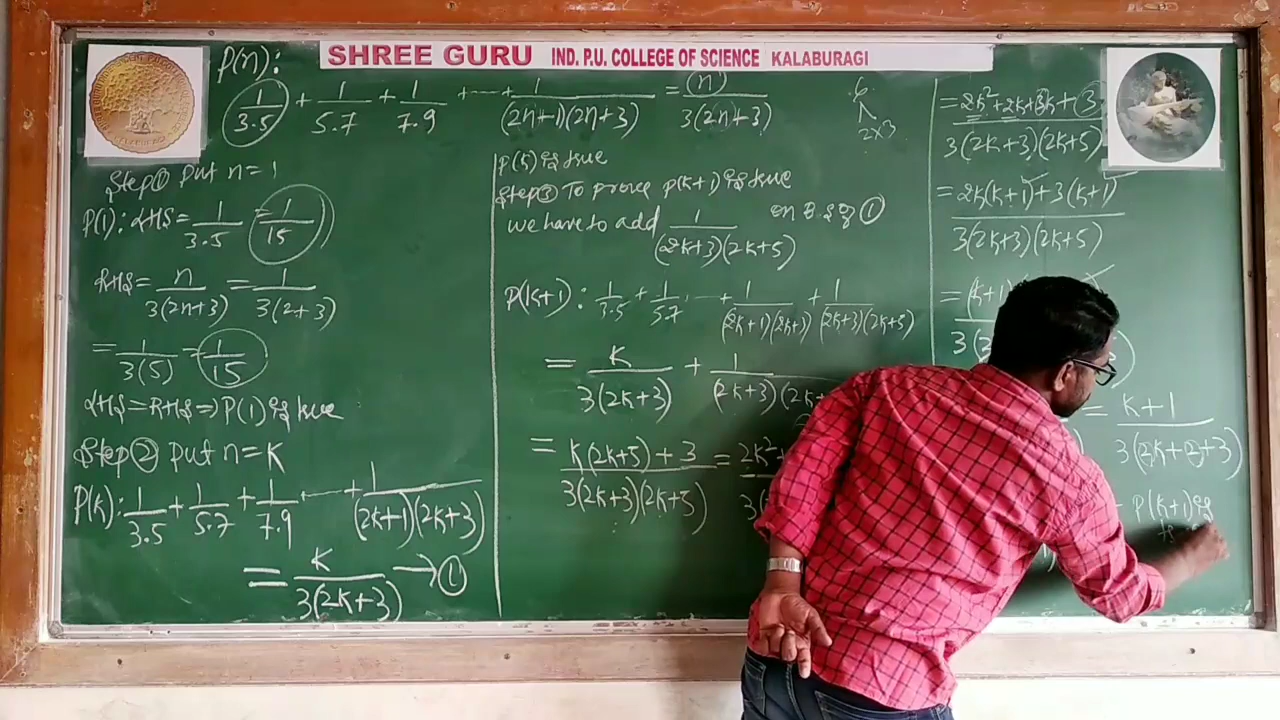 SHREE GURU IND. P.U. COLLEGE OF SCIENCE KALABURAGI
P(n):
1/3.5 + 1/5.7 + 1/7.9 + ---- + 1/(2n+1)(2n+3) = n/3(2n+3)
Step ① put n = 1
P(1): LHS = 1/3.5 = 1/15
RHS = n/3(2n+3) = 1/3(2+3)
= 1/3(5) = 1/15
LHS = RHS ⇒ P(1) is true
Step ② put n = K
P(k): 1/3.5 + 1/5.7 + 1/7.9 ---- + 1/(2k+1)(2k+3)
= K/3(2k+3) → ①
is true
Step ③ To prove P(k+1) is true
we have to add 1/(2k+3)(2k+5) on B.S of ①
P(k+1): 1/3.5 + 1/5.7 ---- + 1/(2k+1)(2k+3) + 1/(2k+3)(2k+5)
= K/3(2k+3) + 1/(2k+3)(2k+
= k(2k+5)+3/3(2k+3)(2k+5) = 2k²
6
2×3
= 2k²+2k+3k+3/3(2k+3)(2k+5)
= 2k(k+1)+3(k+1)/3(2k+3)(2k+5)
= (k+1)
= K+1/3(2k+2+3)
P(k+1) is